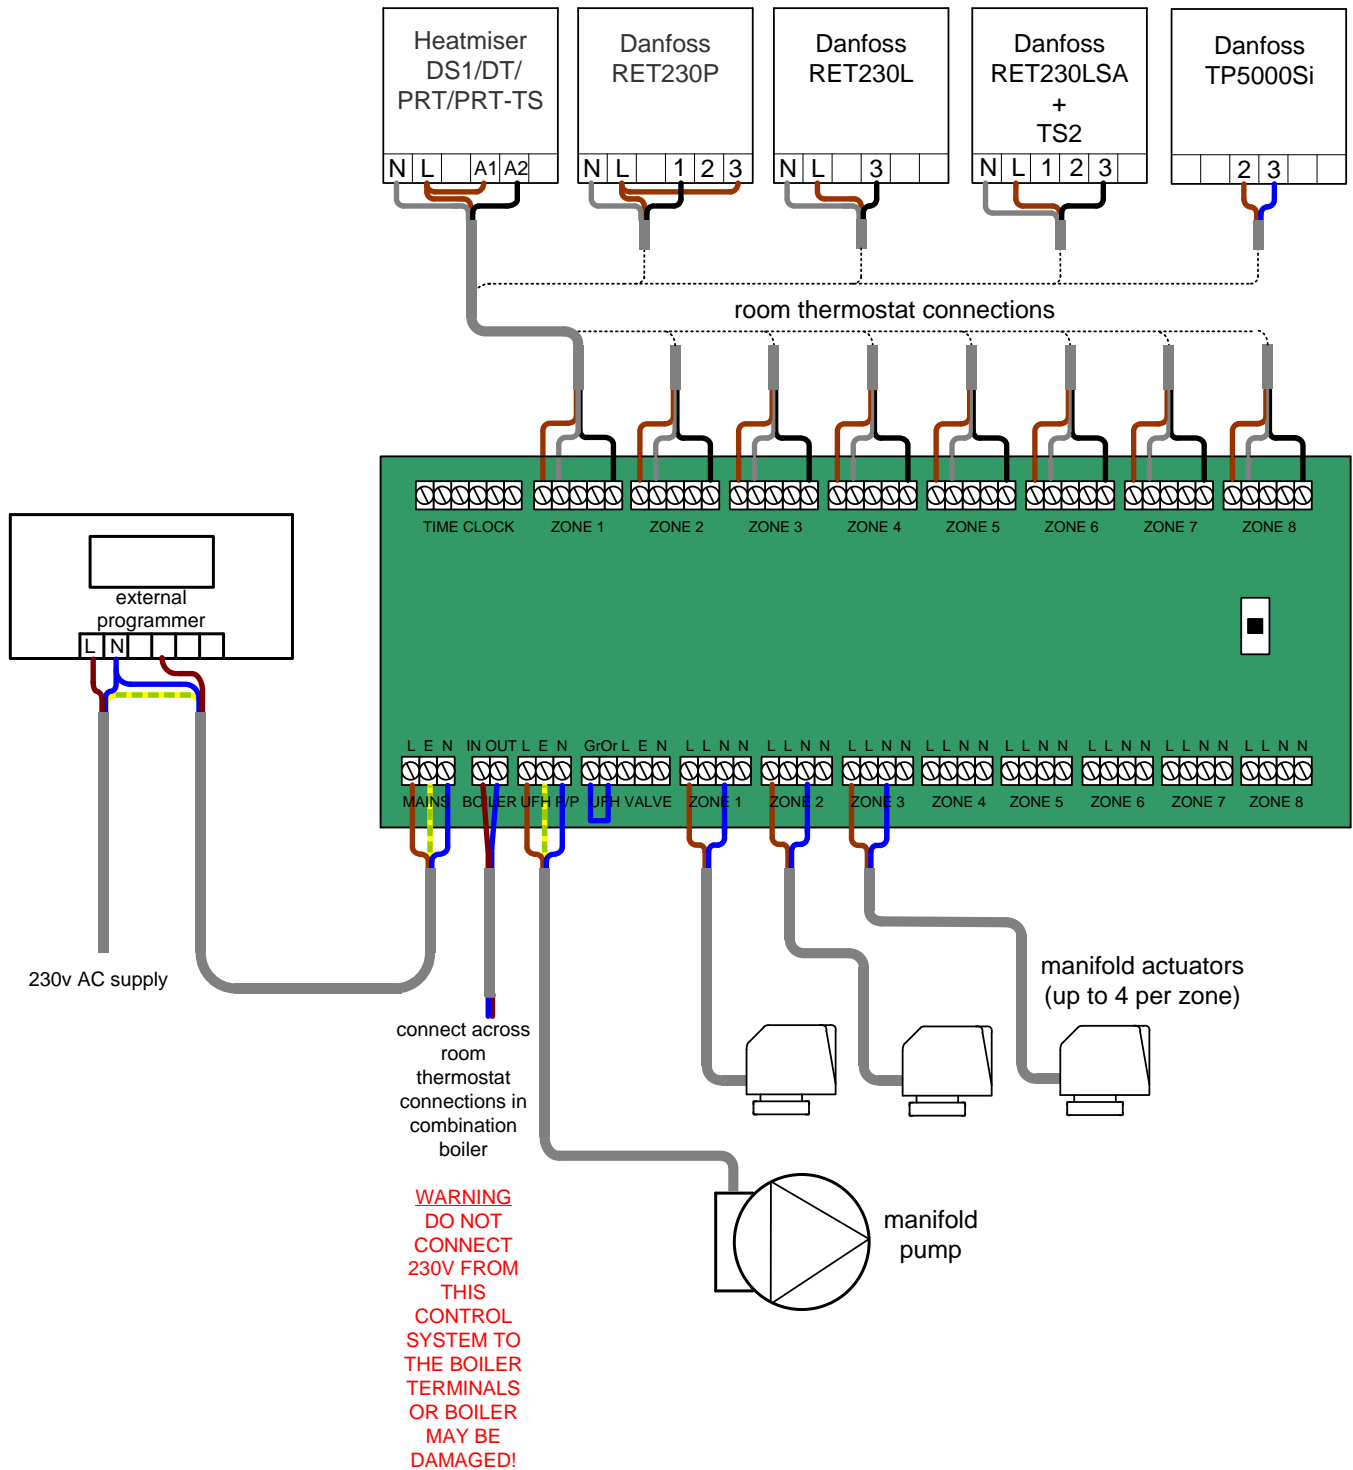 Heatmiser
DS1/DT/
PRT/PRT-TS
N L A1 A2
Danfoss
RET230P
N L 1 2 3
Danfoss
RET230L
N L 3
Danfoss
RET230LSA
+
TS2
N L 1 2 3
Danfoss
TP5000Si
2 3
room thermostat connections
TIME CLOCK
ZONE 1
ZONE 2
ZONE 3
ZONE 4
ZONE 5
ZONE 6
ZONE 7
ZONE 8
external
programmer
L N
230v AC supply
L E N
MAINS
IN OUT
BOILER
L E N
UFH P/P
GrOr L E N
UFH VALVE
L L N N
ZONE 1
L L N N
ZONE 2
L L N N
ZONE 3
L L N N
ZONE 4
L L N N
ZONE 5
L L N N
ZONE 6
L L N N
ZONE 7
L L N N
ZONE 8
manifold actuators
(up to 4 per zone)
connect across
room
thermostat
connections in
combination
boiler
WARNING
DO NOT
CONNECT
230V FROM
THIS
CONTROL
SYSTEM TO
THE BOILER
TERMINALS
OR BOILER
MAY BE
DAMAGED!
manifold
pump